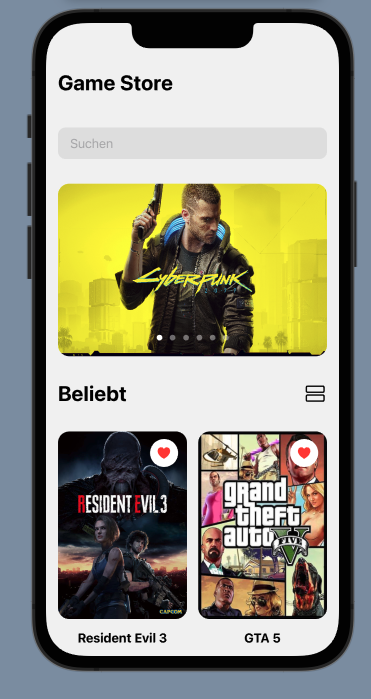 Game Store
Suchen
CYBERPUNK
Beliebt
RESIDENT EVIL 3
CAPCOM
grand
theft
auto V
FIVE
Resident Evil 3
GTA 5